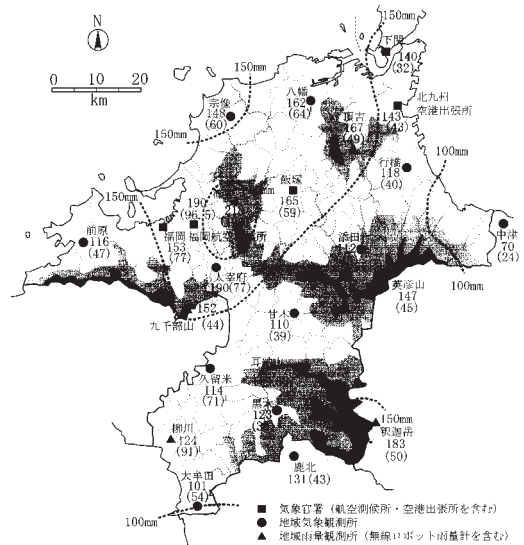 N
0 10 20
km
150mm
下関
140
(32)
150mm
宗像
148
(60)
八幡
162
(64)
頂吉
167
(49)
143
(43)
北九州
空港出張所
150mm
行橋
118
(40)
100mm
150mm
190
飯塚
165
(59)
前原
116
(47)
福岡
153
(77)
福岡航空
所
添田
中津
70
(24)
太宰府
190(77)
英彦山
147
(45)
100mm
152
(44)
九千部山
甘木
110
(39)
久留米
114
(71)
黒木
123
150mm
釈迦岳
183
(50)
柳川
124
(91)
鹿北
131(43)
大牟田
101
(54)
100mm
■ 気象官署（航空測候所・空港出張所を含む）
● 地域気象観測所
▲ 地域雨量観測所（無線ロボット雨量計を含む）